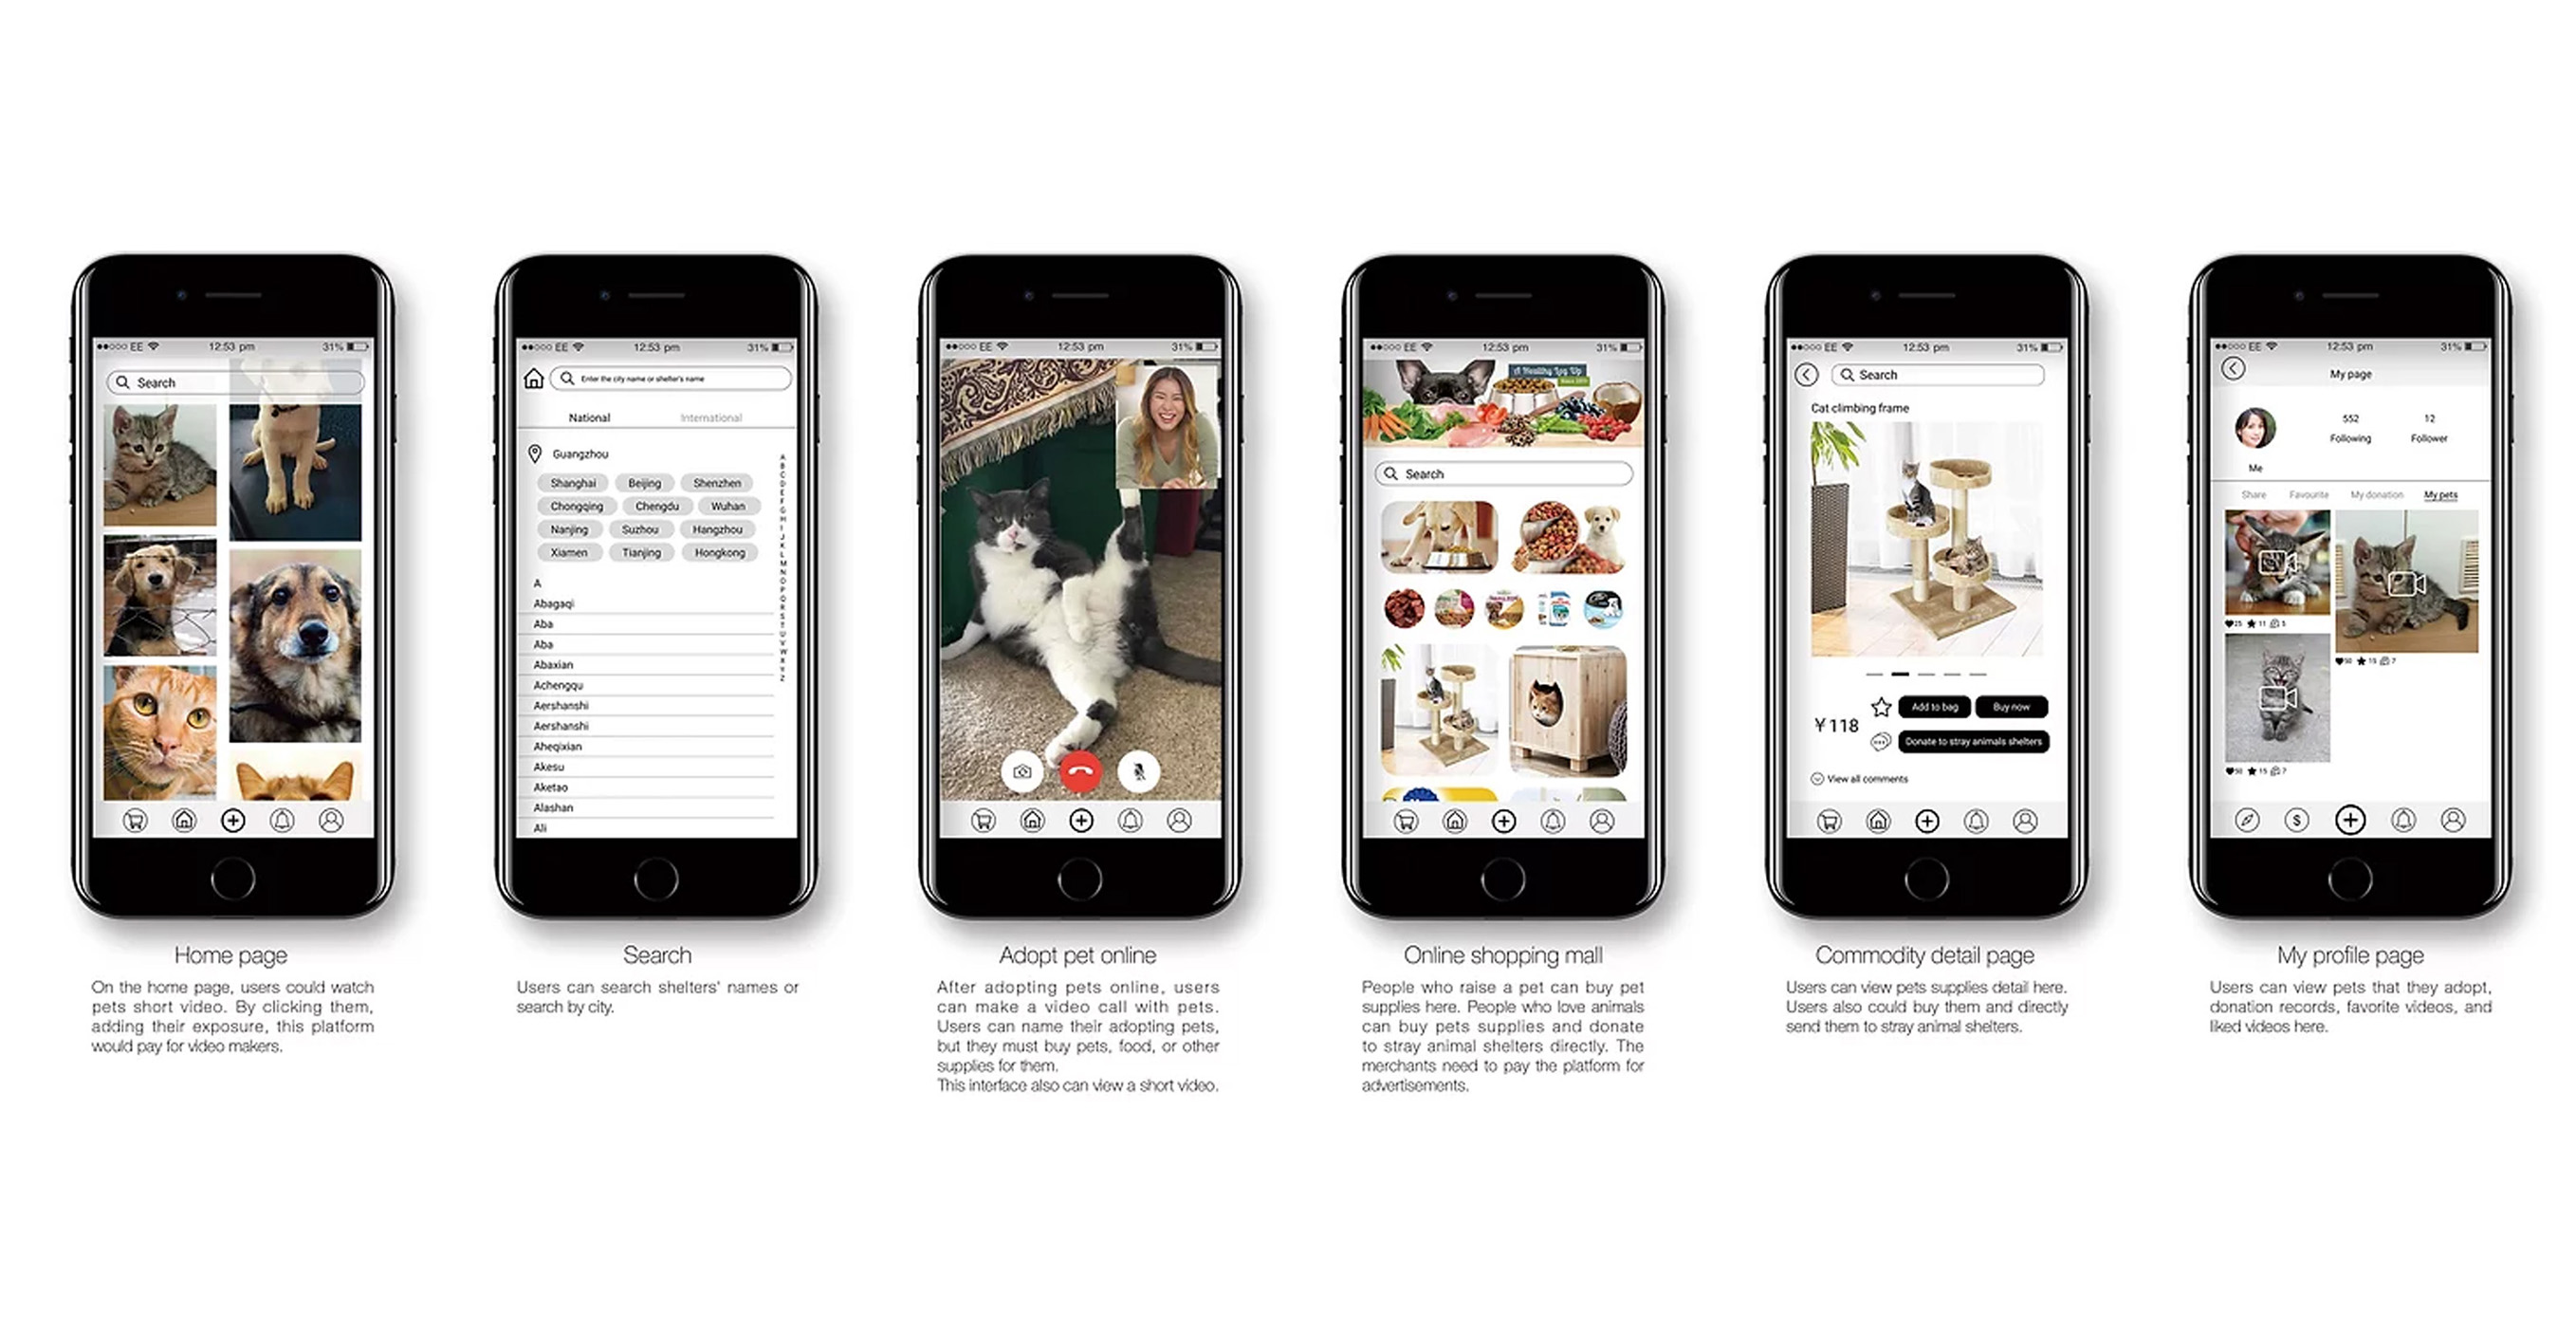 ●●○○○ EE 12:53 pm 31%
Search
Home page
On the home page, users could watch
pets short video. By clicking them,
adding their exposure, this platform
would pay for video makers.
●●○○○ EE 12:53 pm 31%
Enter the city name or shelter's name
National International
Guangzhou
Shanghai Beijing Shenzhen
Chongqing Chengdu Wuhan
Nanjing Suzhou Hangzhou
Xiamen Tianjing Hongkong
A
Abagaqi
Aba
Aba
Abaxian
Achengqu
Aershanshi
Aershanshi
Aheqixian
Akesu
Aketao
Alashan
Ali
A
B
C
D
E
F
G
H
I
J
K
L
M
N
O
P
Q
R
S
T
U
V
W
X
Y
Z
Search
Users can search shelters' names or
search by city.
●●○○○ EE 12:53 pm 31%
Adopt pet online
After adopting pets online, users
can make a video call with pets.
Users can name their adopting pets,
but they must buy pets, food, or other
supplies for them.
This interface also can view a short video.
●●○○○ EE 12:53 pm 31%
A Healthy Leg Up
Search
Online shopping mall
People who raise a pet can buy pet
supplies here. People who love animals
can buy pets supplies and donate
to stray animal shelters directly. The
merchants need to pay the platform for
advertisements.
●●○○○ EE 12:53 pm 31%
Search
Cat climbing frame
Add to bag Buy now
¥118
Donate to stray animals shelters
View all comments
Commodity detail page
Users can view pets supplies detail here.
Users also could buy them and directly
send them to stray animal shelters.
●●○○○ EE 12:53 pm 31%
My page
552 12
Following Follower
Me
Share Favourite My donation My pets
25 11 5
50 15 7
50 15 7
$
My profile page
Users can view pets that they adopt,
donation records, favorite videos, and
liked videos here.